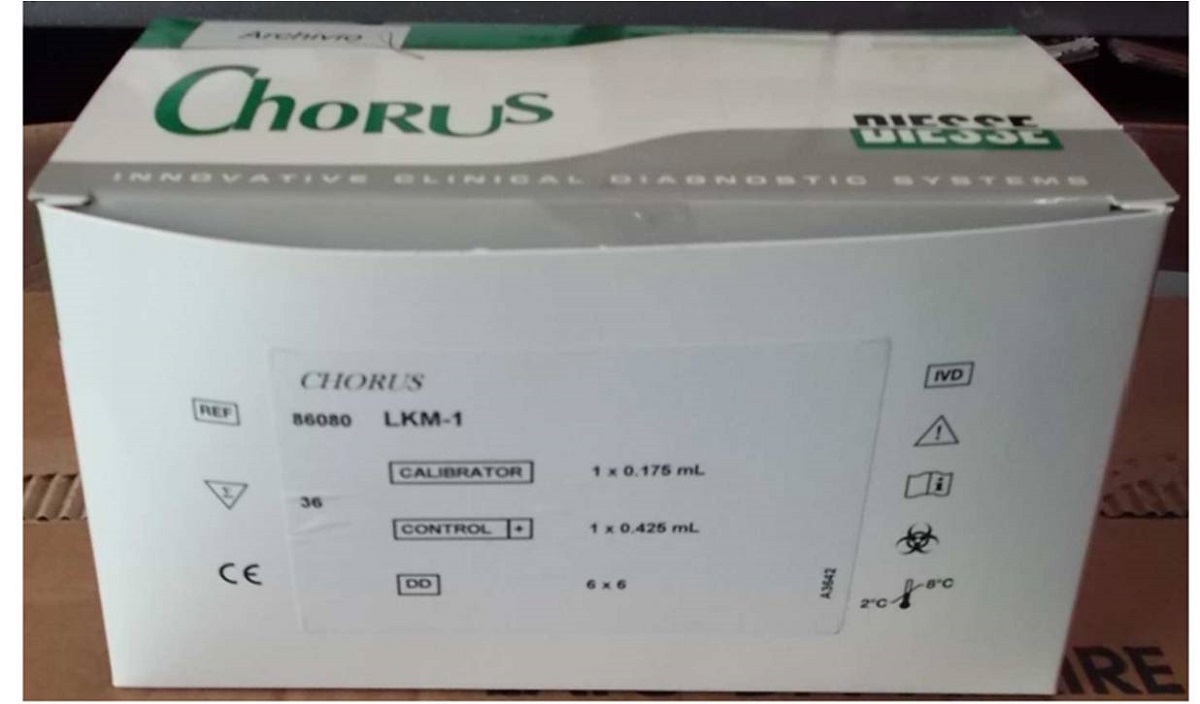 Archivio
CHORUS
DIESSE
INNOVATIVE CLINICAL DIAGNOSTIC SYSTEMS
CHORUS
IVD
REF
86080 LKM-1
CALIBRATOR 1 x 0.175 mL
Σ
36
CONTROL + 1 x 0.425 mL
CE
DD 6 x 6
A3642
2°C 8°C
IRE